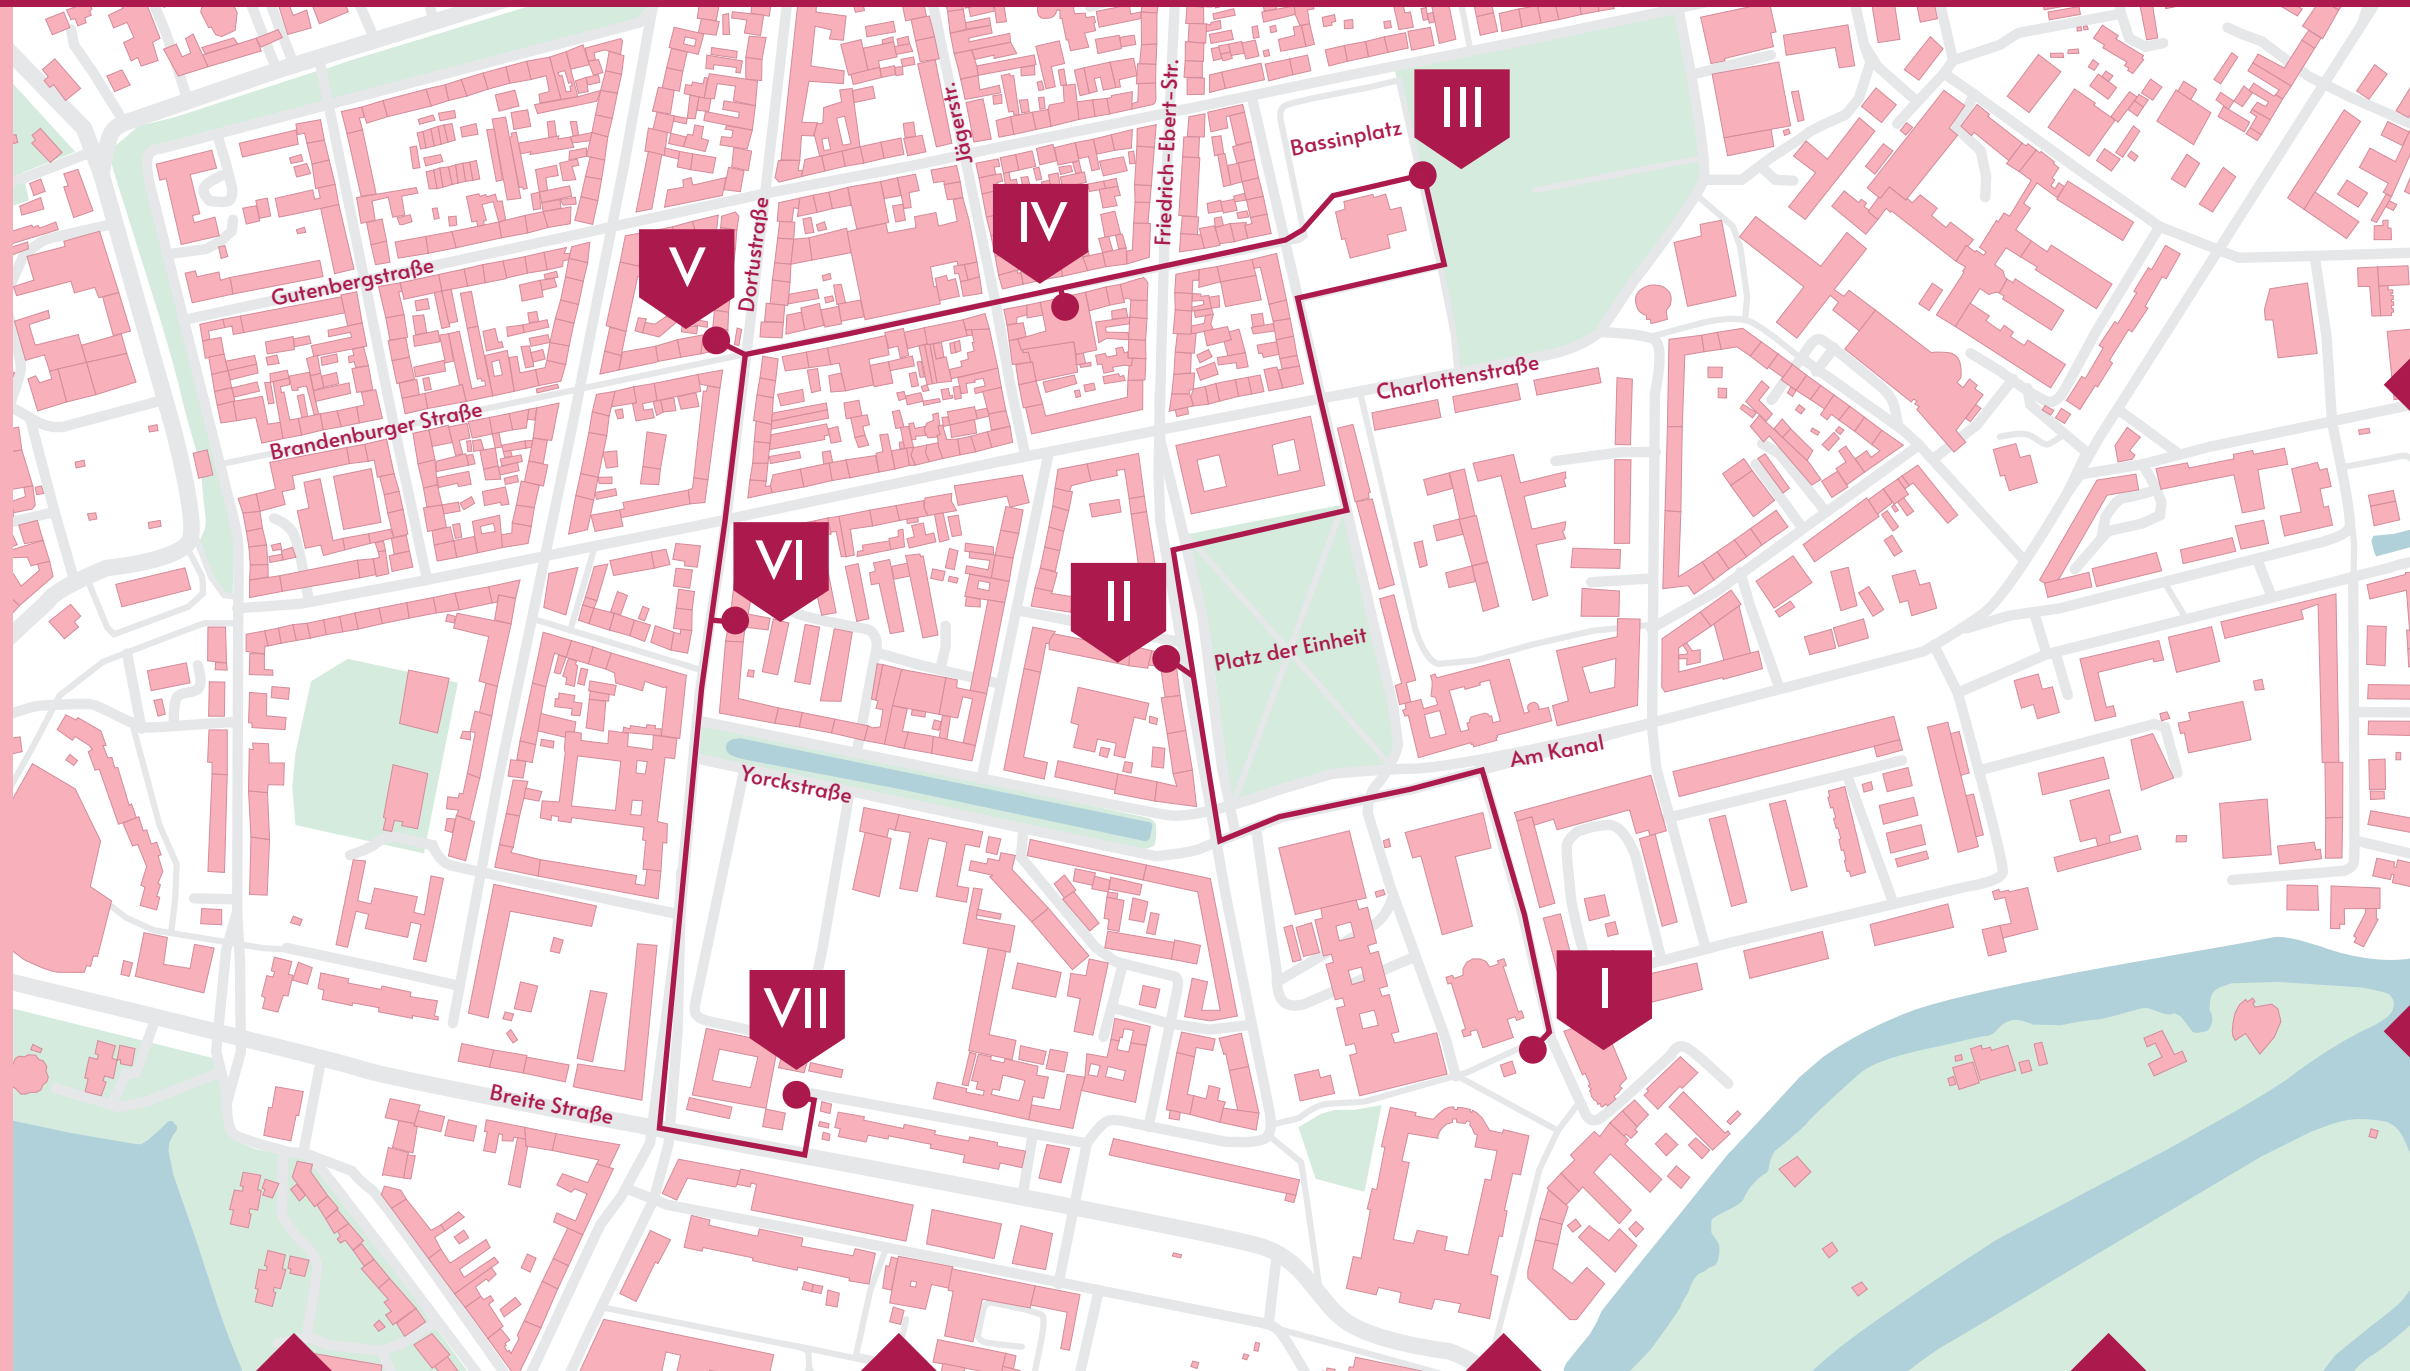 Jägerstr.
Friedrich-Ebert-Str.
Bassinplatz
III
IV
V
Dortustraße
Gutenbergstraße
Charlottenstraße
Brandenburger Straße
VI
II
Platz der Einheit
Am Kanal
Yorckstraße
I
VII
Breite Straße